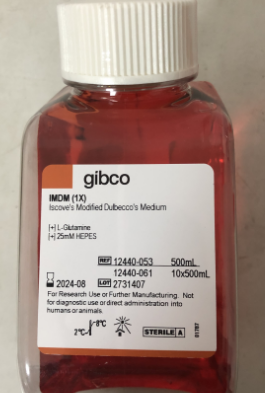 gibco
IMDM (1X)
Iscove's Modified Dulbecco's Medium
[+] L-Glutamine
[+] 25mM HEPES
REF 12440-053 500mL
12440-061 10x500mL
2024-08 LOT 2731407
For Research Use or Further Manufacturing. Not
for diagnostic use or direct administration into
humans or animals.
2°C 8°C STERILE A